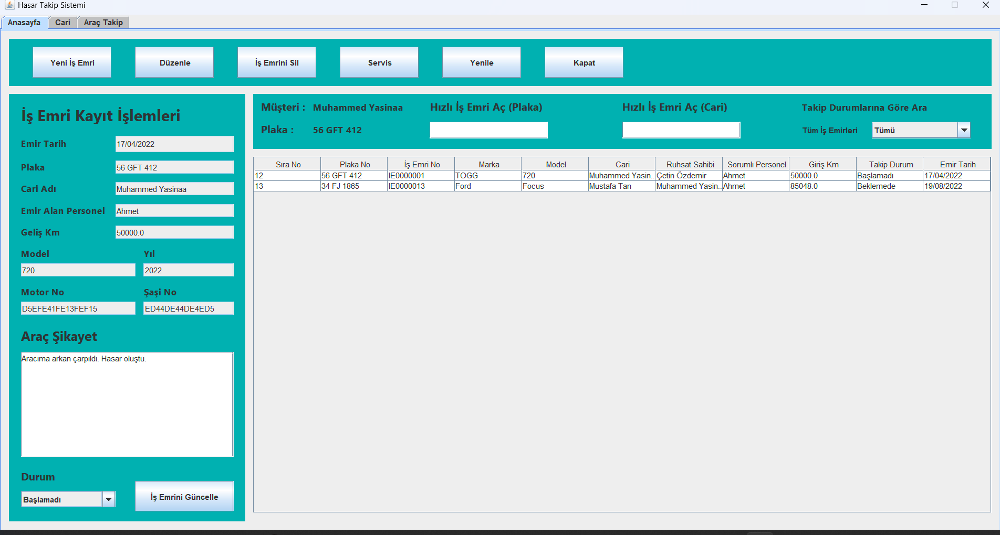 Hasar Takip Sistemi
Anasayfa Cari Araç Takip
Yeni İş Emri Düzenle İş Emrini Sil Servis Yenile Kapat
İş Emri Kayıt İşlemleri
Emir Tarih 17/04/2022
Plaka 56 GFT 412
Cari Adı Muhammed Yasinaa
Emir Alan Personel Ahmet
Geliş Km 50000.0
Model Yıl
720 2022
Motor No Şaşi No
D5EFE41FE13FEF15 ED44DE44DE4ED5
Araç Şikayet
Aracıma arkan çarpıldı. Hasar oluştu.
Durum
Başlamadı İş Emrini Güncelle
Müşteri : Muhammed Yasinaa Hızlı İş Emri Aç (Plaka) Hızlı İş Emri Aç (Cari) Takip Durumlarına Göre Ara
Plaka : 56 GFT 412 Tüm İş Emirleri Tümü
Sıra No Plaka No İş Emri No Marka Model Cari Ruhsat Sahibi Sorumlı Personel Giriş Km Takip Durum Emir Tarih
12 56 GFT 412 IE0000001 TOGG 720 Muhammed Yasin... Çetin Özdemir Ahmet 50000.0 Başlamadı 17/04/2022
13 34 FJ 1865 IE0000013 Ford Focus Mustafa Tan Muhammed Yasin... Ahmet 85048.0 Beklemede 19/08/2022